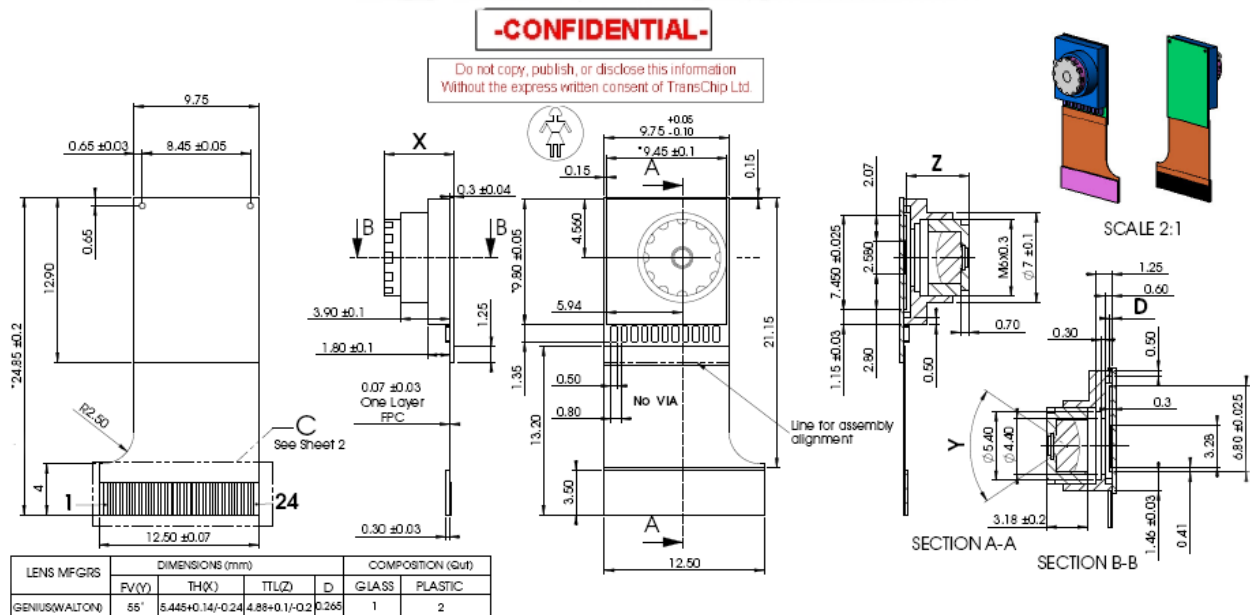 -CONFIDENTIAL-
Do not copy, publish, or disclose this information
Without the express written consent of TransChip Ltd.
9.75
0.65 ±0.03
8.45 ±0.05
0.65
12.90
*24.85 ±0.2
R2.50
C
See Sheet 2
4
1
24
12.50 ±0.07
X
0.3 ±0.04
B
B
3.90 ±0.1
1.80 ±0.1
1.25
0.07 ±0.03
One Layer
FPC
0.30 ±0.03
+0.05
9.75 -0.10
*9.45 ±0.1
0.15
A
0.15
4.560
*9.80 ±0.05
5.94
21.15
1.35
0.50
0.80
No VIA
13.20
Line for assembly
alignment
3.50
A
12.50
Z
2.07
7.450 ±0.025
2.580
M6x0.3
Ø7 ±0.1
1.15 ±0.03
2.80
0.50
0.70
SECTION A-A
SCALE 2:1
1.25
0.60
D
0.30
0.50
0.3
Y
Ø5.40
Ø4.40
3.28
6.80 ±0.025
3.18 ±0.2
1.46 ±0.03
0.41
SECTION B-B
LENS MFGRS DIMENSIONS (mm) COMPOSITION (Qut)
FV(Y) TH(X) TTL(Z) D GLASS PLASTIC
GENIUS(WALTON) 55° 5.445+0.14/-0.24 4.88+0.1/-0.2 0.265 1 2